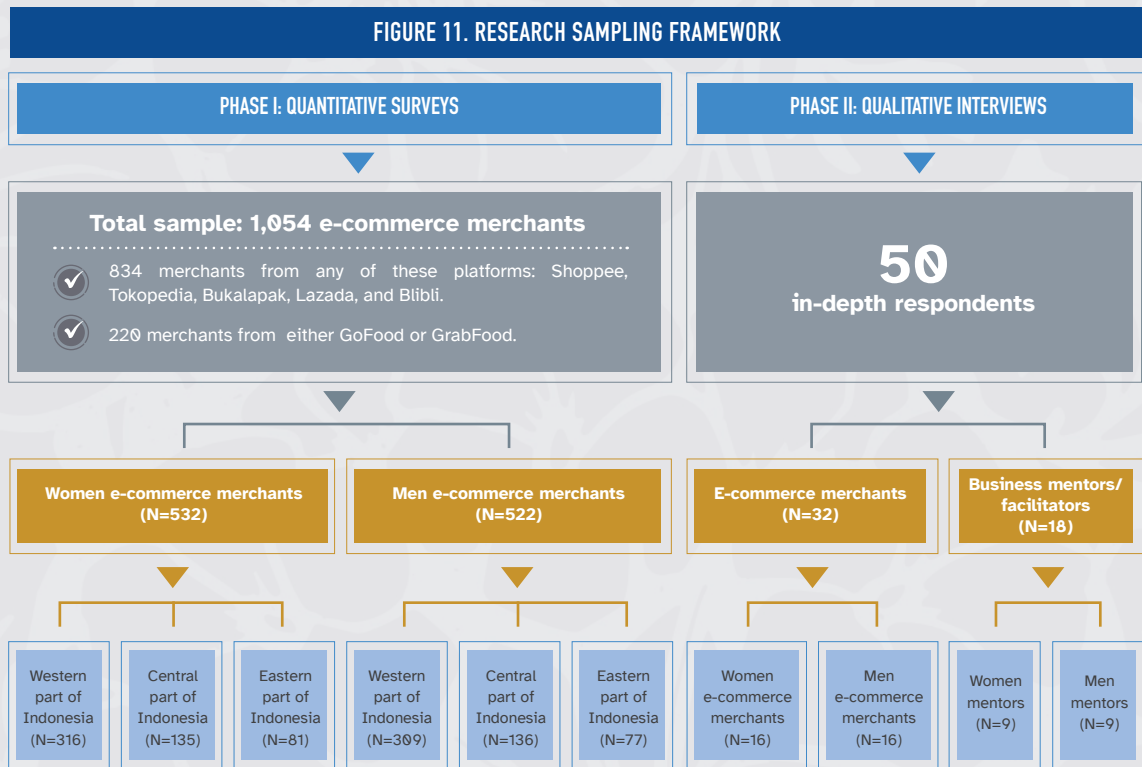 FIGURE 11. RESEARCH SAMPLING FRAMEWORK
PHASE I: QUANTITATIVE SURVEYS
Total sample: 1,054 e-commerce merchants
834 merchants from any of these platforms: Shoppee,
Tokopedia, Bukalapak, Lazada, and Blibli.
220 merchants from either GoFood or GrabFood.
Women e-commerce merchants
(N=532)
Men e-commerce merchants
(N=522)
Western
part of
Indonesia
(N=316)
Central
part of
Indonesia
(N=135)
Eastern
part of
Indonesia
(N=81)
Western
part of
Indonesia
(N=309)
Central
part of
Indonesia
(N=136)
Eastern
part of
Indonesia
(N=77)
PHASE II: QUALITATIVE INTERVIEWS
50
in-depth respondents
E-commerce merchants
(N=32)
Business mentors/
facilitators
(N=18)
Women
e-commerce
merchants
(N=16)
Men
e-commerce
merchants
(N=16)
Women
mentors
(N=9)
Men
mentors
(N=9)